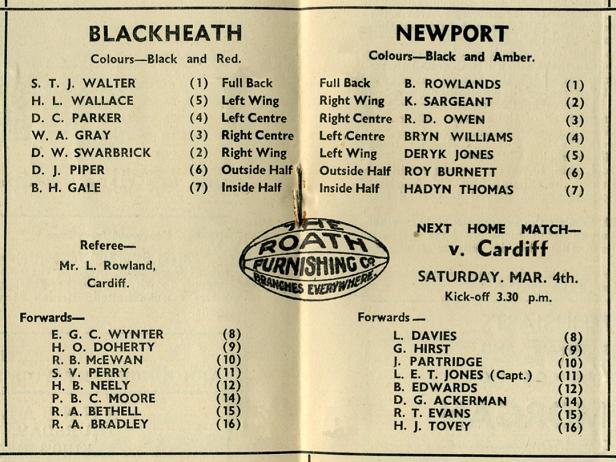 BLACKHEATH
Colours—Black and Red.
S. T. J. WALTER (1) Full Back
H. L. WALLACE (5) Left Wing
D. C. PARKER (4) Left Centre
W. A. GRAY (3) Right Centre
D. W. SWARBRICK (2) Right Wing
D. J. PIPER (6) Outside Half
B. H. GALE (7) Inside Half
Referee—
Mr. L. Rowland,
Cardiff.
Forwards—
E. G. C. WYNTER (8)
H. O. DOHERTY (9)
R. B. McEWAN (10)
S. V. PERRY (11)
H. B. NEELY (12)
P. B. C. MOORE (14)
R. A. BETHELL (15)
R. A. BRADLEY (16)
THE
ROATH
FURNISHING Co
BRANCHES EVERYWHERE.
NEWPORT
Colours—Black and Amber.
Full Back B. ROWLANDS (1)
Right Wing K. SARGEANT (2)
Right Centre R. D. OWEN (3)
Left Centre BRYN WILLIAMS (4)
Left Wing DERYK JONES (5)
Outside Half ROY BURNETT (6)
Inside Half HADYN THOMAS (7)
NEXT HOME MATCH—
v. Cardiff
SATURDAY. MAR. 4th.
Kick-off 3.30 p.m.
Forwards—
L. DAVIES (8)
G. HIRST (9)
J. PARTRIDGE (10)
L. E. T. JONES (Capt.) (11)
B. EDWARDS (12)
D. G. ACKERMAN (14)
R. T. EVANS (15)
H. J. TOVEY (16)